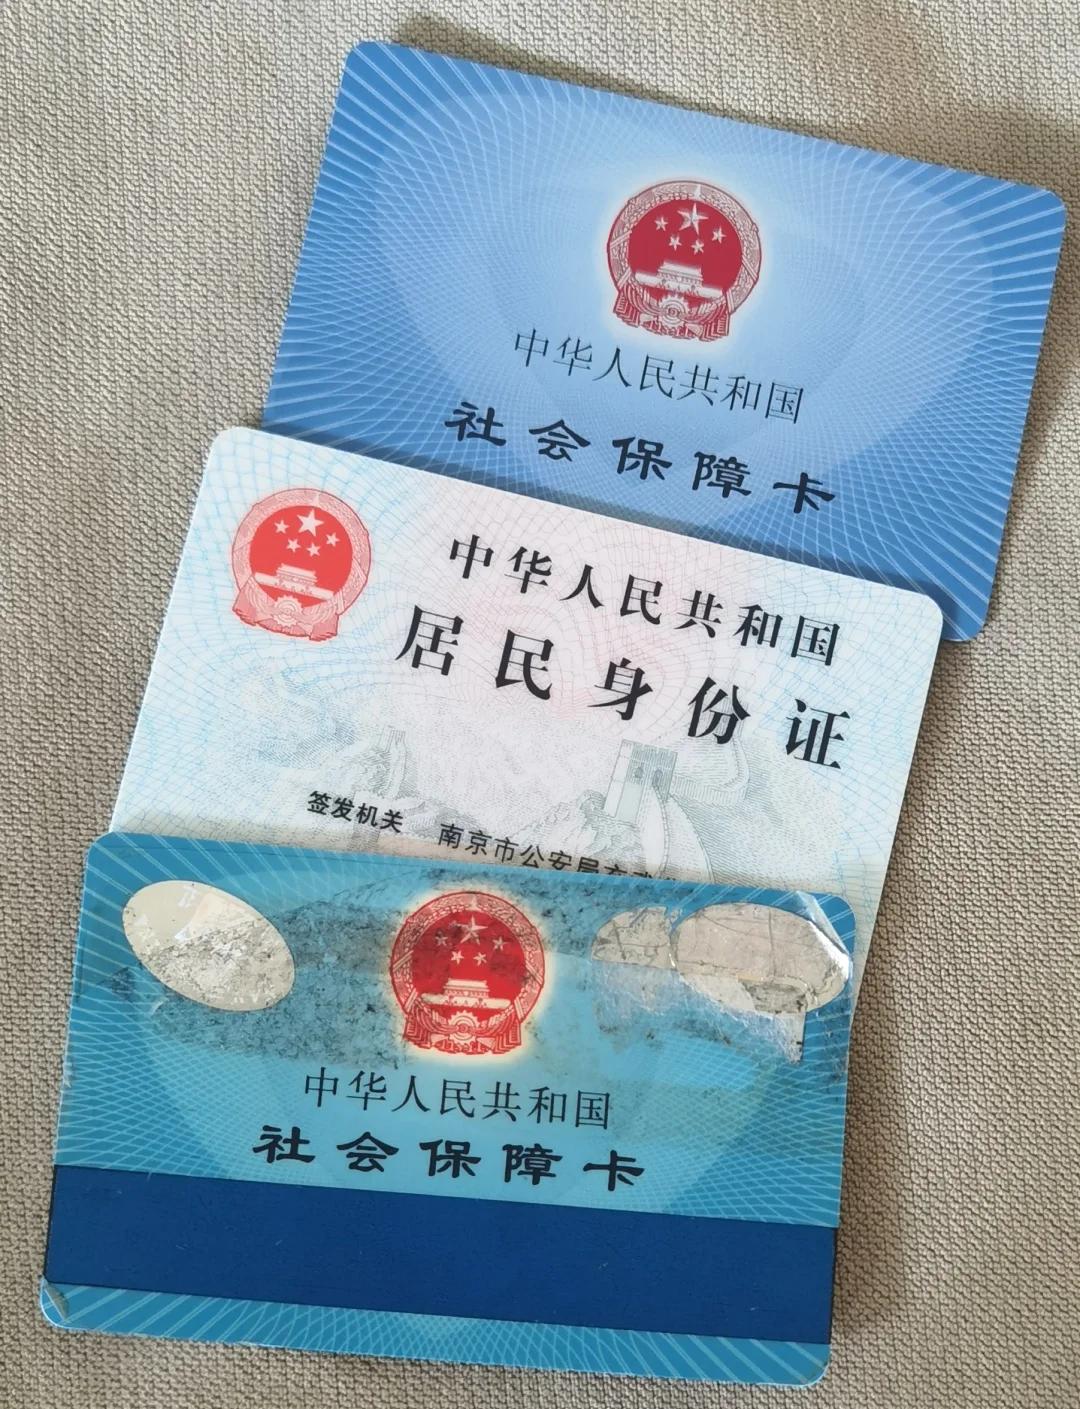 中华人民共和国
社会保障卡
中华人民共和国
居民身份证
签发机关 南京市公安局玄武
中华人民共和国
社会保障卡